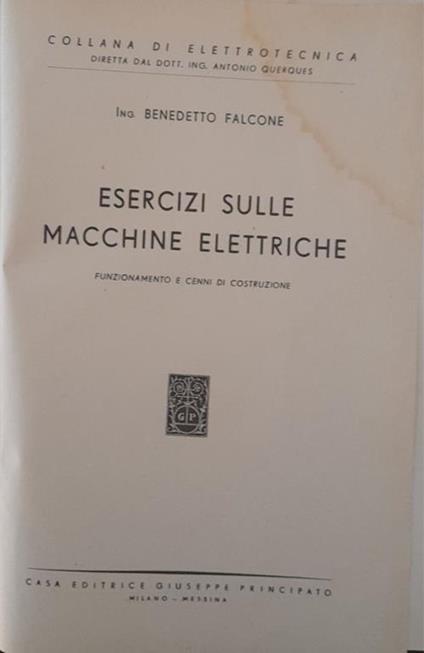 COLLANA DI ELETTROTECNICA
DIRETTA DAL DOTT. ING. ANTONIO QUERQUES
ING. BENEDETTO FALCONE
ESERCIZI SULLE
MACCHINE ELETTRICHE
FUNZIONAMENTO E CENNI DI COSTRUZIONE
G P
CASA EDITRICE GIUSEPPE PRINCIPATO
MILANO - MESSINA